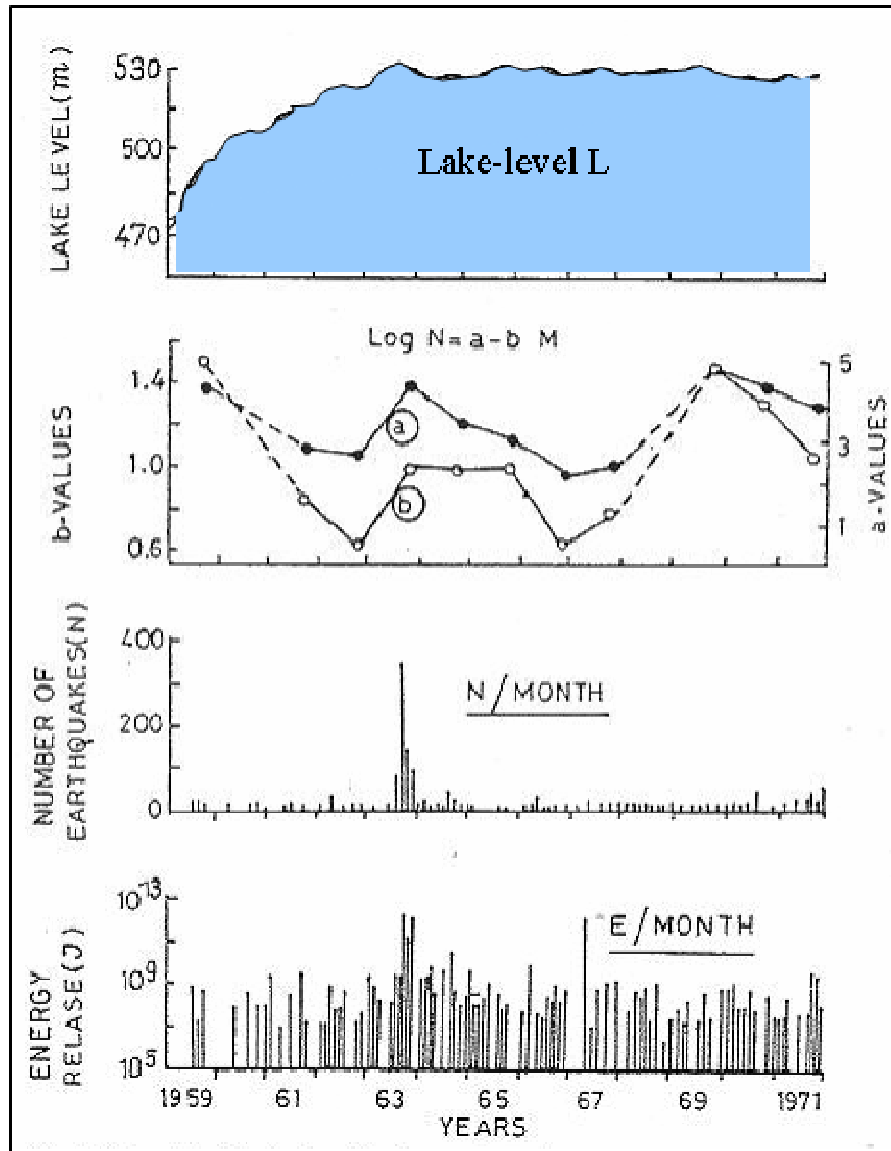 LAKE LEVEL(m)
530
500
470
Lake-level L
Log N=a-b M
b-VALUES
1.4
1.0
0.6
a
b
5
3
1
a-VALUES
NUMBER OF
EARTHQUAKES(N)
400
200
0
N/MONTH
ENERGY
RELASE(J)
10-13
10 9
10-5
E/MONTH
1959 61 63 65 67 69 1971
YEARS